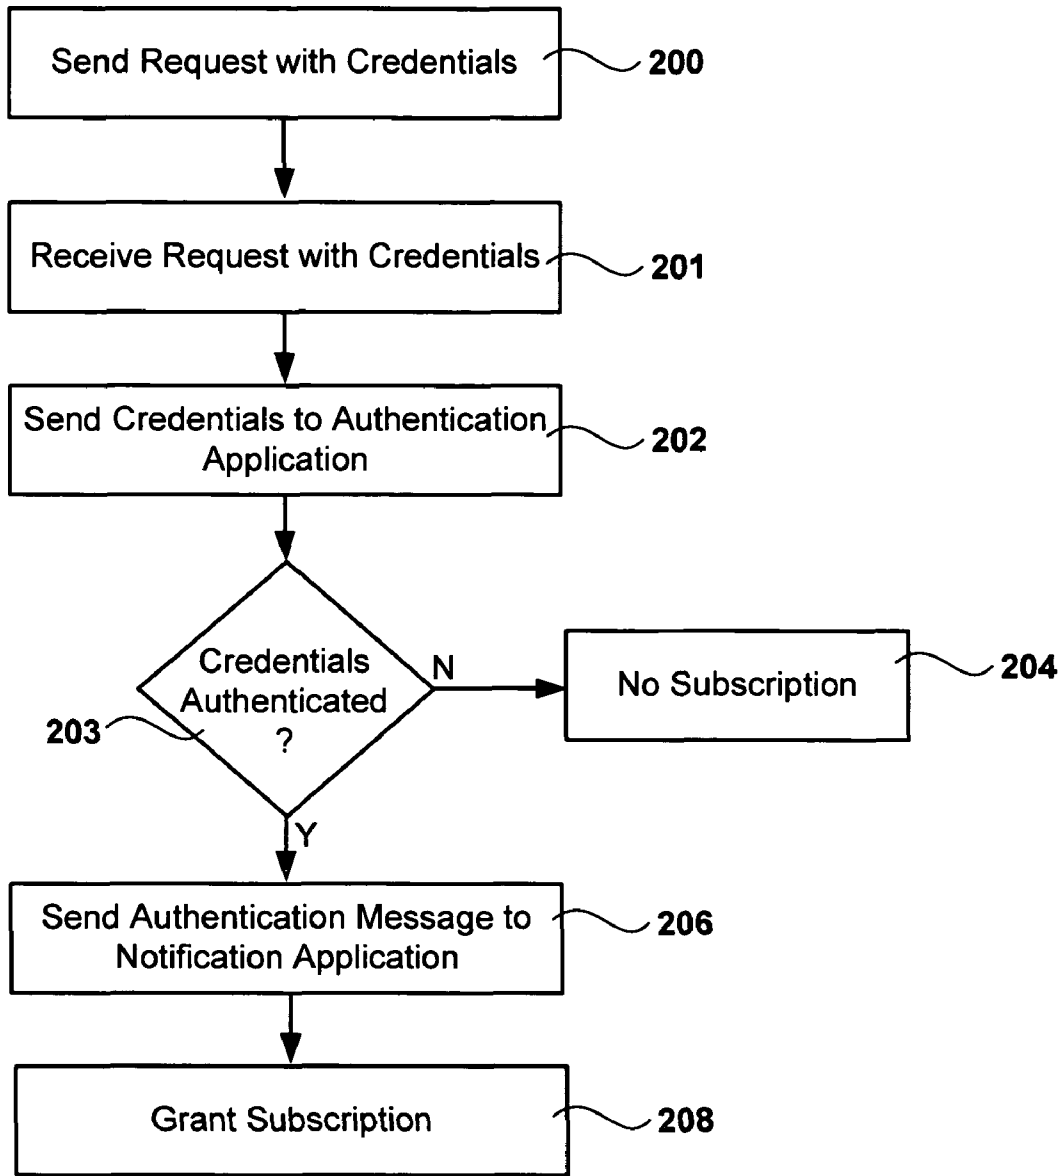 Send Request with Credentials
200
Receive Request with Credentials
201
Send Credentials to Authentication
Application
202
Credentials
Authenticated
?
203
N
No Subscription
204
Y
Send Authentication Message to
Notification Application
206
Grant Subscription
208